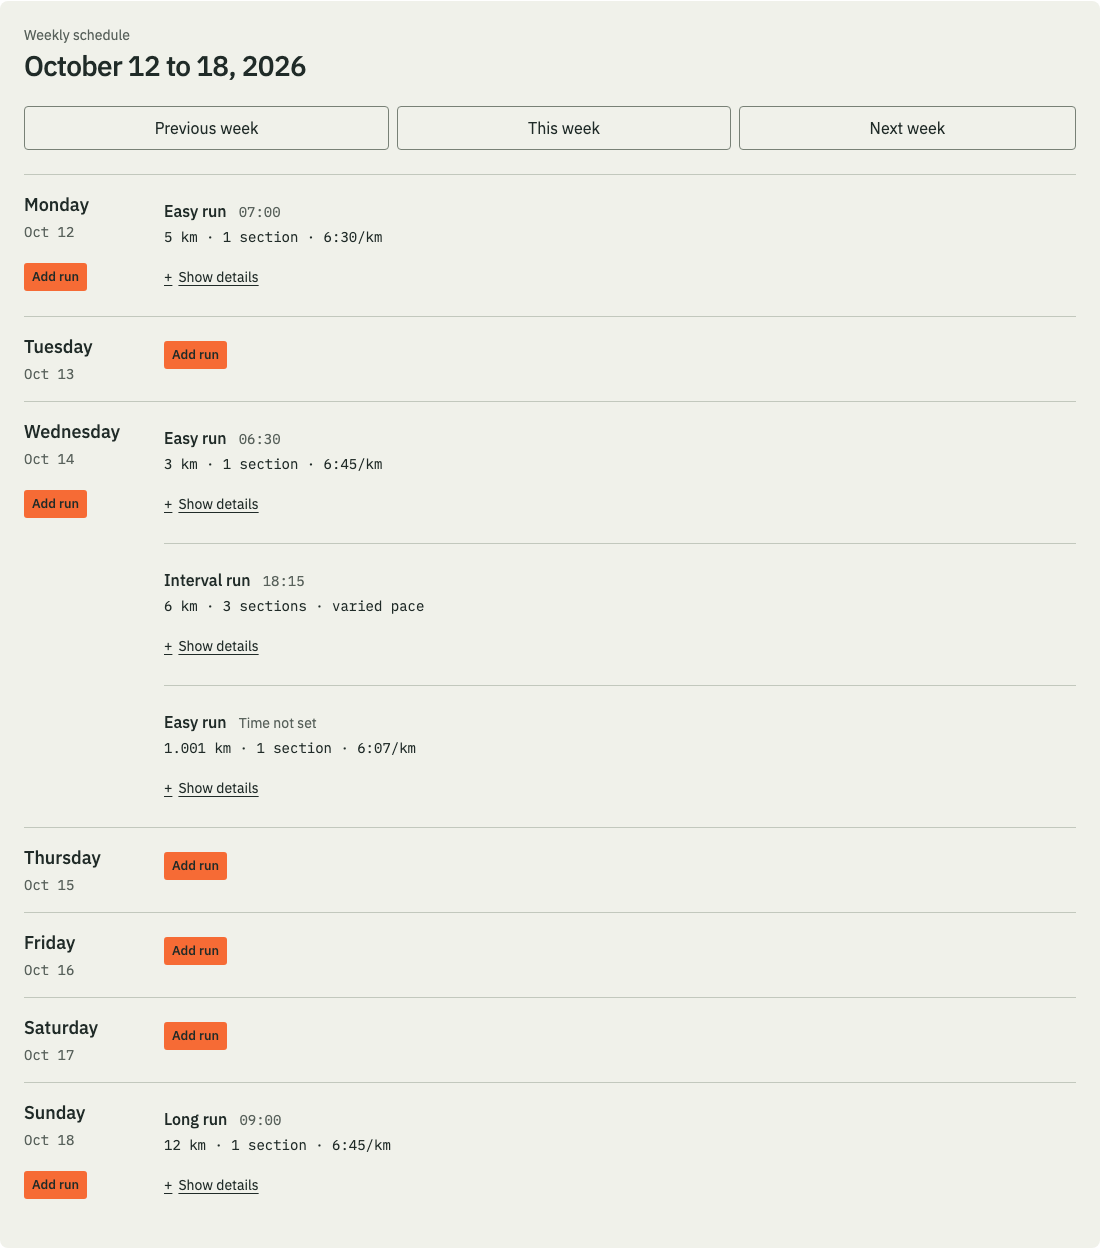 Weekly schedule
October 12 to 18, 2026
Previous week
This week
Next week
Monday
Oct 12
Add run
Easy run 07:00
5 km · 1 section · 6:30/km
+ Show details
Tuesday
Oct 13
Add run
Wednesday
Oct 14
Add run
Easy run 06:30
3 km · 1 section · 6:45/km
+ Show details
Interval run 18:15
6 km · 3 sections · varied pace
+ Show details
Easy run Time not set
1.001 km · 1 section · 6:07/km
+ Show details
Thursday
Oct 15
Add run
Friday
Oct 16
Add run
Saturday
Oct 17
Add run
Sunday
Oct 18
Add run
Long run 09:00
12 km · 1 section · 6:45/km
+ Show details